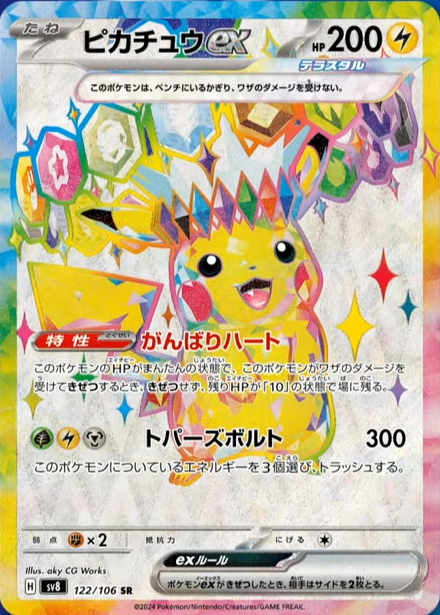 たね ピカチュウex HP200
テラスタル
このポケモンは、ベンチにいるかぎり、ワザのダメージを受けない。
特性 とくせい がんばりハート
このポケモンのHPがまんたんの状態で、このポケモンがワザのダメージを
受けてきぜつするとき、きぜつせず、残りHPが「10」の状態で場に残る。
トパーズボルト 300
このポケモンについているエネルギーを3個選び、トラッシュする。
弱点 ×2 抵抗力 にげる
Illus. aky CG Works
exルール
H sv8 122/106 SR
ポケモンexがきぜつしたとき、相手はサイドを2枚とる。
©2024 Pokémon/Nintendo/Creatures/GAME FREAK.